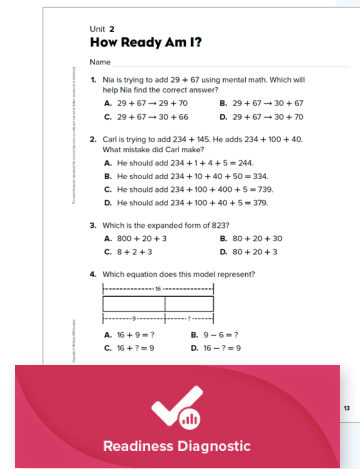 Unit 2
How Ready Am I?
Name
1. Nia is trying to add 29 + 67 using mental math. Which will
help Nia find the correct answer?
A. 29 + 67 → 29 + 70 B. 29 + 67 → 30 + 67
C. 29 + 67 → 30 + 66 D. 29 + 67 → 30 + 70
2. Carl is trying to add 234 + 145. He adds 234 + 100 + 40.
What mistake did Carl make?
A. He should add 234 + 1 + 4 + 5 = 244.
B. He should add 234 + 10 + 40 + 50 = 334.
C. He should add 234 + 100 + 400 + 5 = 739.
D. He should add 234 + 100 + 40 + 5 = 379.
3. Which is the expanded form of 823?
A. 800 + 20 + 3 B. 80 + 20 + 30
C. 8 + 2 + 3 D. 80 + 20 + 3
4. Which equation does this model represent?
16
9 ?
A. 16 + 9 = ? B. 9 – 6 = ?
C. 16 + ? = 9 D. 16 – ? = 9
13
Readiness Diagnostic